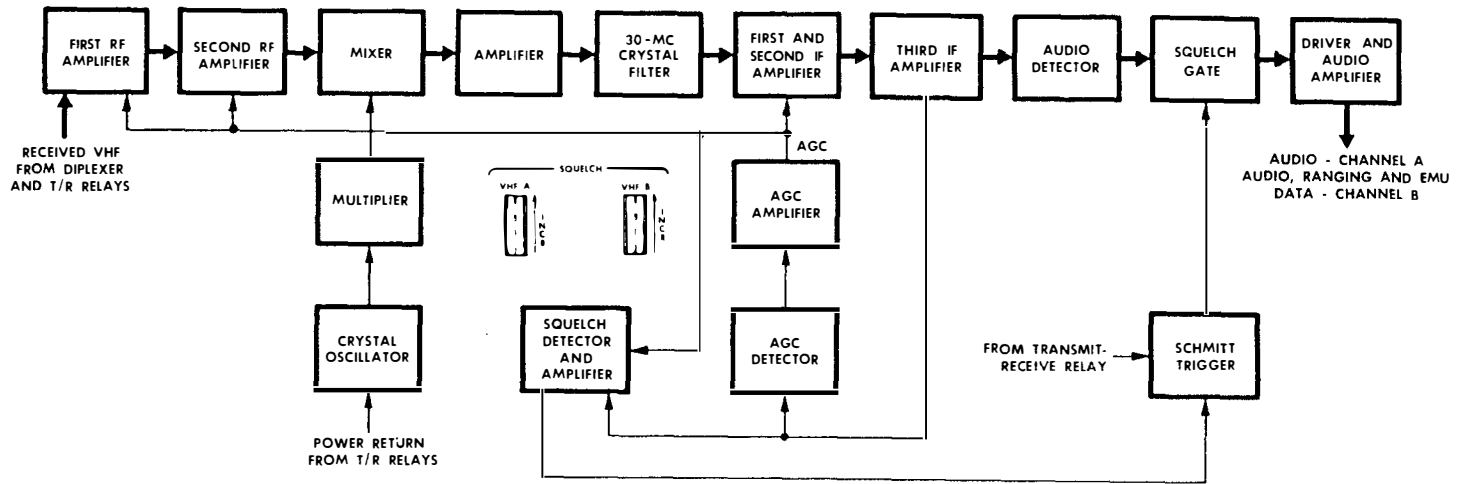 FIRST RF
AMPLIFIER
SECOND RF
AMPLIFIER
MIXER
AMPLIFIER
30-MC
CRYSTAL
FILTER
FIRST AND
SECOND IF
AMPLIFIER
THIRD IF
AMPLIFIER
AUDIO
DETECTOR
SQUELCH
GATE
DRIVER AND
AUDIO
AMPLIFIER
RECEIVED VHF
FROM DIPLEXER
AND T/R RELAYS
AGC
AUDIO - CHANNEL A
AUDIO, RANGING AND EMU
DATA - CHANNEL B
MULTIPLIER
SQUELCH
VHF A
INCR
VHF B
INCR
AGC
AMPLIFIER
CRYSTAL
OSCILLATOR
SQUELCH
DETECTOR
AND
AMPLIFIER
AGC
DETECTOR
FROM TRANSMIT-
RECEIVE RELAY
SCHMITT
TRIGGER
POWER RETURN
FROM T/R RELAYS